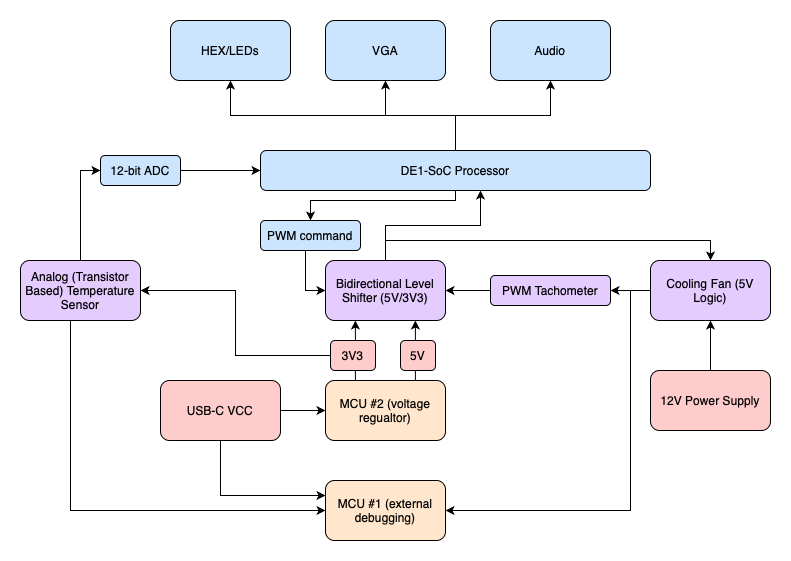 HEX/LEDs
VGA
Audio
12-bit ADC
DE1-SoC Processor
PWM command
Analog (Transistor
Based) Temperature
Sensor
Bidirectional Level
Shifter (5V/3V3)
PWM Tachometer
Cooling Fan (5V
Logic)
3V3
5V
USB-C VCC
MCU #2 (voltage
regualtor)
12V Power Supply
MCU #1 (external
debugging)